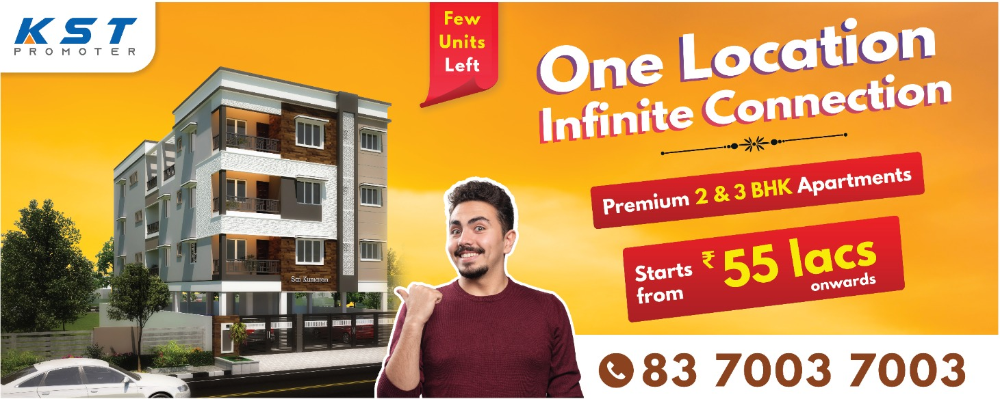 KST
PROMOTER
Few
Units
Left
One Location
Infinite Connection
Premium 2 & 3 BHK Apartments
Starts
from
₹ 55 lacs
onwards
Sai Kumaran
83 7003 7003